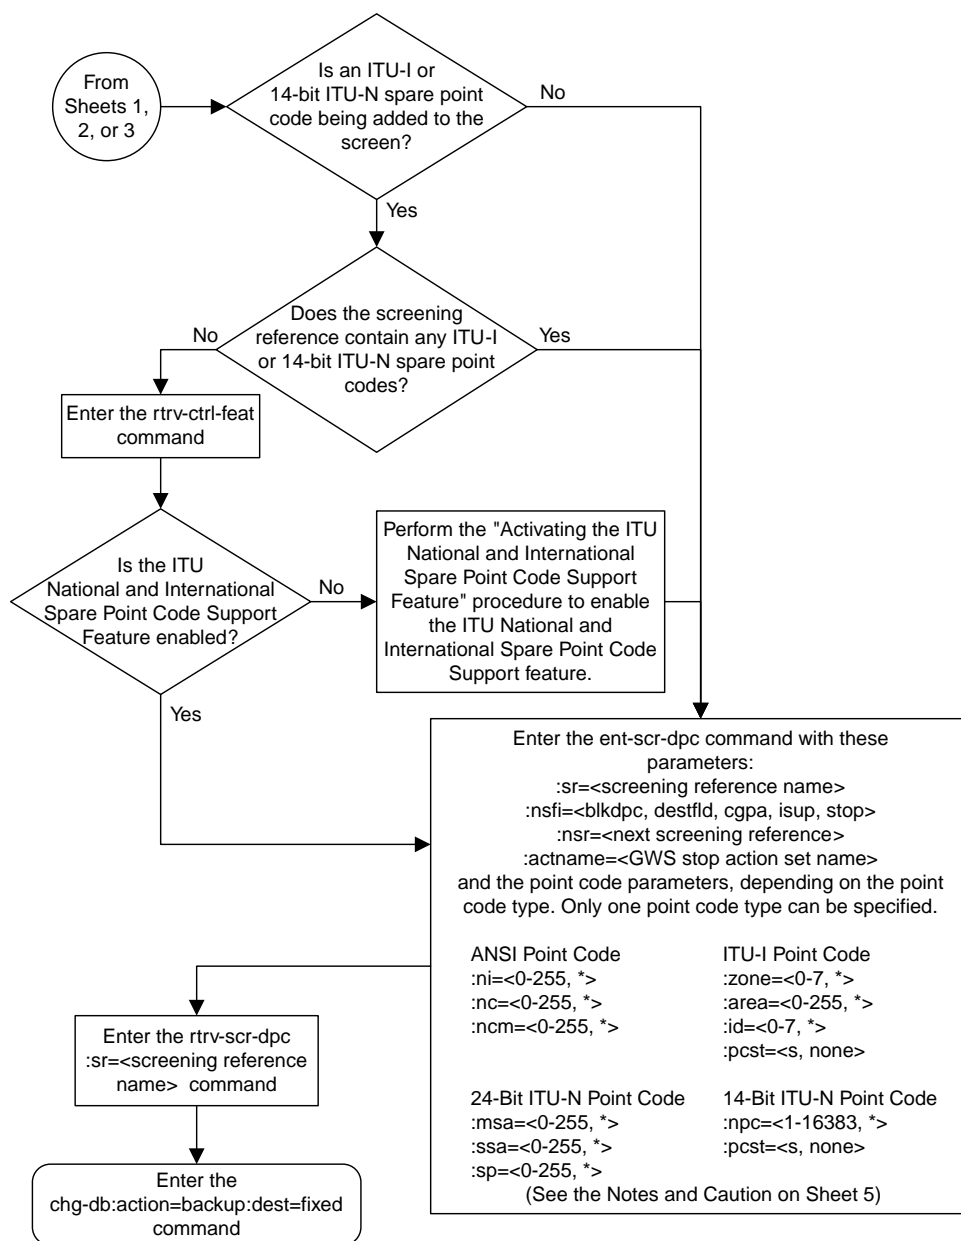 From
Sheets 1,
2, or 3
Is an ITU-I or
14-bit ITU-N spare point
code being added to the
screen?
No
Yes
Does the screening
reference contain any ITU-I
or 14-bit ITU-N spare point
codes?
No
Yes
Enter the rtrv-ctrl-feat
command
Is the ITU
National and International
Spare Point Code Support
Feature enabled?
No
Yes
Perform the "Activating the ITU
National and International
Spare Point Code Support
Feature" procedure to enable
the ITU National and
International Spare Point Code
Support feature.
Enter the ent-scr-dpc command with these
parameters:
:sr=<screening reference name>
:nsfi=<blkdpc, destfld, cgpa, isup, stop>
:nsr=<next screening reference>
:actname=<GWS stop action set name>
and the point code parameters, depending on the point
code type. Only one point code type can be specified.
ANSI Point Code
:ni=<0-255, *>
:nc=<0-255, *>
:ncm=<0-255, *>
ITU-I Point Code
:zone=<0-7, *>
:area=<0-255, *>
:id=<0-7, *>
:pcst=<s, none>
24-Bit ITU-N Point Code
:msa=<0-255, *>
:ssa=<0-255, *>
:sp=<0-255, *>
14-Bit ITU-N Point Code
:npc=<1-16383, *>
:pcst=<s, none>
(See the Notes and Caution on Sheet 5)
Enter the rtrv-scr-dpc
:sr=<screening reference
name> command
Enter the
chg-db:action=backup:dest=fixed
command